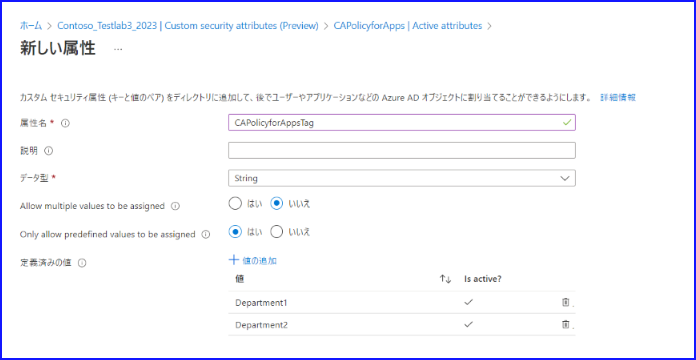 ホーム > Contoso_Testlab3_2023 | Custom security attributes (Preview) > CAPolicyforApps | Active attributes >
新しい属性 ...
カスタム セキュリティ属性 (キーと値のペア) をディレクトリに追加して、後でユーザーやアプリケーションなどの Azure AD オブジェクトに割り当てることができるようにします。 詳細情報
属性名 * CAPolicyforAppsTag
説明
データ型 * String
Allow multiple values to be assigned はい いいえ
Only allow predefined values to be assigned はい いいえ
定義済みの値 + 値の追加
値 Is active?
Department1
Department2